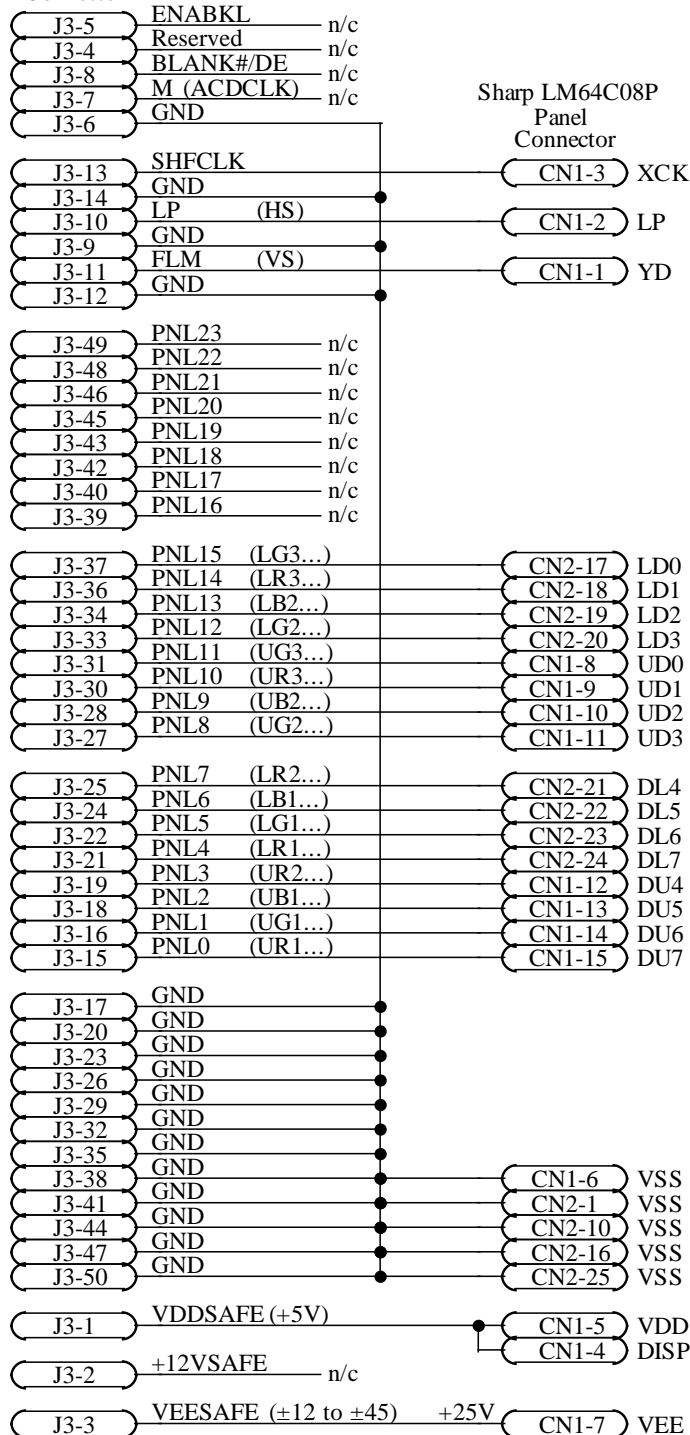 J3-5 ENABKL n/c
J3-4 Reserved n/c
J3-8 BLANK#/DE n/c
J3-7 M (ACDCLK) n/c
J3-6 GND
Sharp LM64C08P
Panel
Connector
J3-13 SHFCLK CN1-3 XCK
J3-14 GND
J3-10 LP (HS) CN1-2 LP
J3-9 GND
J3-11 FLM (VS) CN1-1 YD
J3-12 GND
J3-49 PNL23 n/c
J3-48 PNL22 n/c
J3-46 PNL21 n/c
J3-45 PNL20 n/c
J3-43 PNL19 n/c
J3-42 PNL18 n/c
J3-40 PNL17 n/c
J3-39 PNL16 n/c
J3-37 PNL15 (LG3...) CN2-17 LD0
J3-36 PNL14 (LR3...) CN2-18 LD1
J3-34 PNL13 (LB2...) CN2-19 LD2
J3-33 PNL12 (LG2...) CN2-20 LD3
J3-31 PNL11 (UG3...) CN1-8 UD0
J3-30 PNL10 (UR3...) CN1-9 UD1
J3-28 PNL9 (UB2...) CN1-10 UD2
J3-27 PNL8 (UG2...) CN1-11 UD3
J3-25 PNL7 (LR2...) CN2-21 DL4
J3-24 PNL6 (LB1...) CN2-22 DL5
J3-22 PNL5 (LG1...) CN2-23 DL6
J3-21 PNL4 (LR1...) CN2-24 DL7
J3-19 PNL3 (UR2...) CN1-12 DU4
J3-18 PNL2 (UB1...) CN1-13 DU5
J3-16 PNL1 (UG1...) CN1-14 DU6
J3-15 PNL0 (UR1...) CN1-15 DU7
J3-17 GND
J3-20 GND
J3-23 GND
J3-26 GND
J3-29 GND
J3-32 GND
J3-35 GND
J3-38 GND CN1-6 VSS
J3-41 GND CN2-1 VSS
J3-44 GND CN2-10 VSS
J3-47 GND CN2-16 VSS
J3-50 GND CN2-25 VSS
J3-1 VDDSAFE (+5V) CN1-5 VDD
CN1-4 DISP
J3-2 +12VSAFE n/c
J3-3 VEESAFE (±12 to ±45) +25V CN1-7 VEE